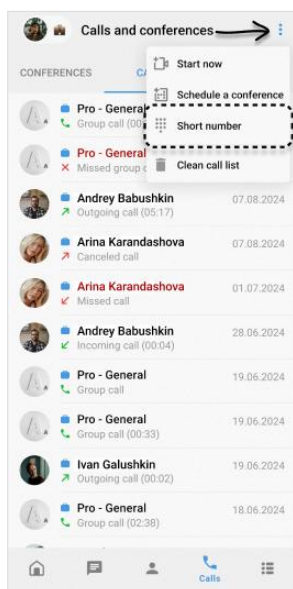 Calls and conferences
CONFERENCES
Start now
Schedule a conference
Short number
Clean call list
Pro - General
Group call (00
Pro - General
Missed group c
Andrey Babushkin
07.08.2024
Outgoing call (05:17)
Arina Karandashova
07.08.2024
Canceled call
Arina Karandashova
01.07.2024
Missed call
Andrey Babushkin
28.06.2024
Incoming call (00:04)
Pro - General
19.06.2024
Group call
Pro - General
19.06.2024
Group call (00:33)
Ivan Galushkin
19.06.2024
Outgoing call (00:02)
Pro - General
18.06.2024
Group call (02:38)
Calls